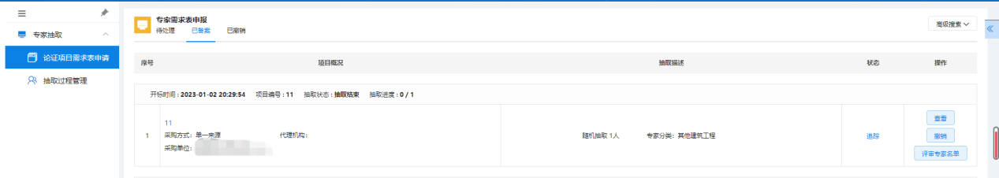 专家需求表申报
待处理 已备案 已撤销
高级搜索
专家抽取
论证项目需求表申请
抽取过程管理
序号 项目概况 抽取描述 状态 操作
开标时间：2023-01-02 20:29:54 项目编号：11 抽取状态：抽取结束 抽取进度：0 / 1
11
查看
1 采购方式：单一来源 代理机构： 随机抽取 1人 专家分类：其他建筑工程 追踪 撤销
采购单位：
评审专家名单